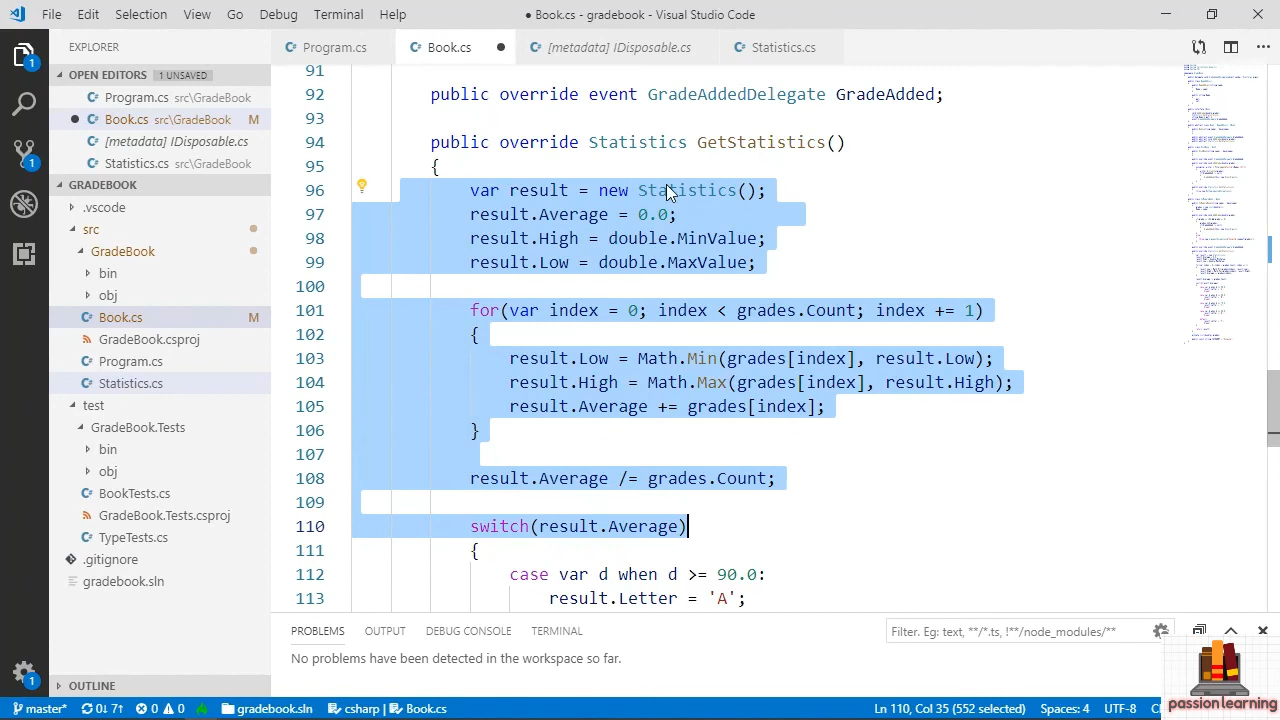 File Edit Selection View Go Debug Terminal Help
● Book.cs - gradebook - Visual Studio Code
EXPLORER
OPEN EDITORS 1 UNSAVED
Program.cs src\GradeBook
Book.cs src\GradeBook M
[metadata] IDisposable.cs
Statistics.cs src\GradeBook
GRADEBOOK
bin
obj
Book.cs M
GradeBook.csproj
Program.cs
Statistics.cs
test
GradeBook.Tests
bin
obj
BookTests.cs
GradeBook.Tests.csproj
TypeTests.cs
.gitignore
gradebook.sln
OUTLINE
Program.cs Book.cs [metadata] IDisposable.cs Statistics.cs
91
92 public override event GradeAddedDelegate GradeAdded;
public override Statistics GetStatistics()
96 var result = new Statistics();
97 result.Average = 0.0;
98 result.High = double.MinValue;
99 result.Low = double.MaxValue;
100
101 for(var index = 0; index < grades.Count; index += 1)
102 {
103 result.Low = Math.Min(grades[index], result.Low);
104 result.High = Math.Max(grades[index], result.High);
105 result.Average += grades[index];
106 }
107
108 result.Average /= grades.Count;
109
110 switch(result.Average)
111 {
112 case var d when d >= 90.0:
113 result.Letter = 'A';
PROBLEMS OUTPUT DEBUG CONSOLE TERMINAL
Filter. Eg: text, **/*.ts, !**/node_modules/**
No problems have been detected in the workspace so far.
passion learning
master* 0↓ 7↑ 0 0 gradebook.sln csharp | Book.cs Ln 110, Col 35 (552 selected) Spaces: 4 UTF-8